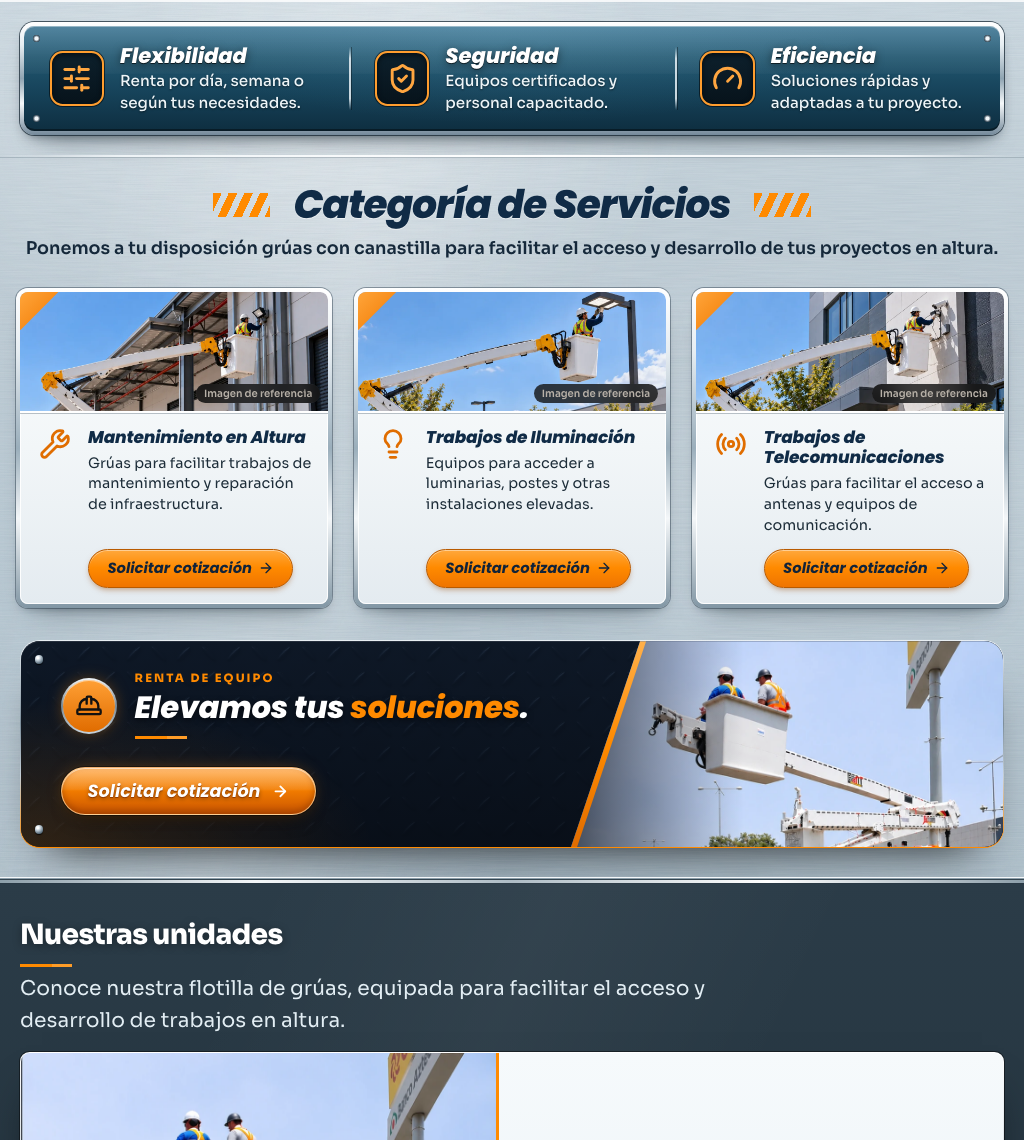 Flexibilidad
Renta por día, semana o
según tus necesidades.
Seguridad
Equipos certificados y
personal capacitado.
Eficiencia
Soluciones rápidas y
adaptadas a tu proyecto.
Categoría de Servicios
Ponemos a tu disposición grúas con canastilla para facilitar el acceso y desarrollo de tus proyectos en altura.
Imagen de referencia
Mantenimiento en Altura
Grúas para facilitar trabajos de
mantenimiento y reparación
de infraestructura.
Solicitar cotización →
Imagen de referencia
Trabajos de Iluminación
Equipos para acceder a
luminarias, postes y otras
instalaciones elevadas.
Solicitar cotización →
Imagen de referencia
Trabajos de
Telecomunicaciones
Grúas para facilitar el acceso a
antenas y equipos de
comunicación.
Solicitar cotización →
RENTA DE EQUIPO
Elevamos tus soluciones.
Solicitar cotización →
Nuestras unidades
Conoce nuestra flotilla de grúas, equipada para facilitar el acceso y
desarrollo de trabajos en altura.